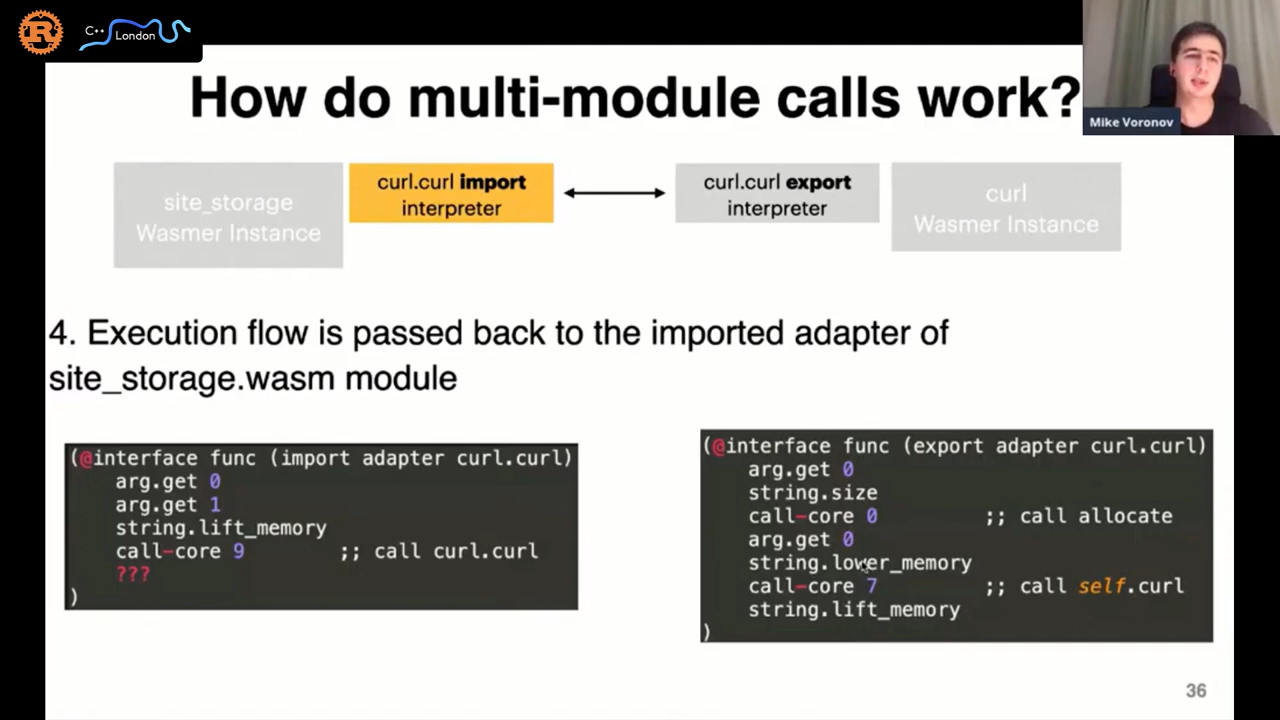 C++
London
How do multi-module calls work?
Mike Voronov
site_storage
Wasmer Instance
curl.curl import
interpreter
curl.curl export
interpreter
curl
Wasmer Instance
4. Execution flow is passed back to the imported adapter of
site_storage.wasm module
(@interface func (import adapter curl.curl)
arg.get 0
arg.get 1
string.lift_memory
call-core 9 ;; call curl.curl
???
)
(@interface func (export adapter curl.curl)
arg.get 0
string.size
call-core 0 ;; call allocate
arg.get 0
string.lower_memory
call-core 7 ;; call self.curl
string.lift_memory
)
36